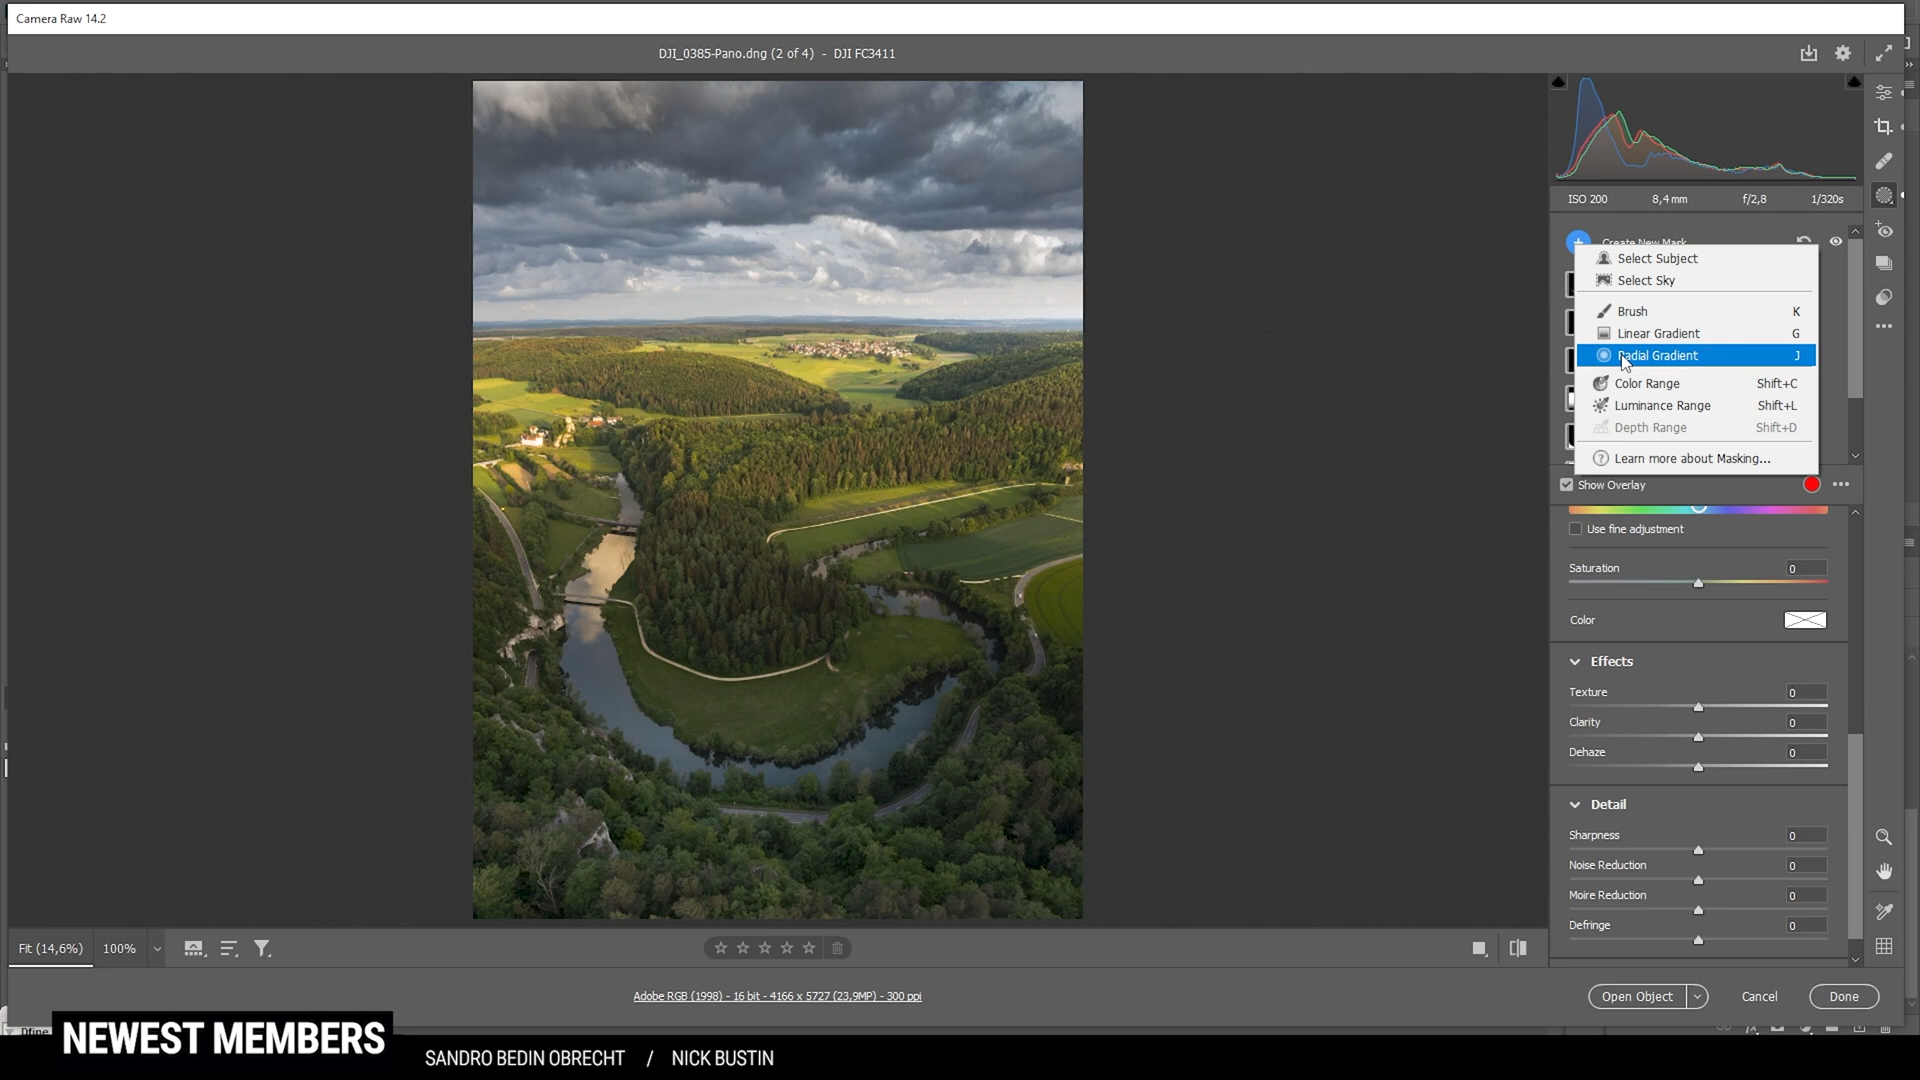 Camera Raw 14.2
DJI_0385-Pano.dng (2 of 4) - DJI FC3411
ISO 200 8,4 mm f/2,8 1/320s
Create New Mask
Select Subject
Select Sky
Brush K
Linear Gradient G
Radial Gradient J
Color Range Shift+C
Luminance Range Shift+L
Depth Range Shift+D
Learn more about Masking...
Show Overlay
Use fine adjustment
Saturation 0
Color
Effects
Texture 0
Clarity 0
Dehaze 0
Detail
Sharpness 0
Noise Reduction 0
Moire Reduction 0
Defringe 0
Fit (14,6%) 100%
Adobe RGB (1998) - 16 bit - 4166 x 5727 (23,9MP) - 300 ppi
Open Object Cancel Done
Dfine
NEWEST MEMBERS
SANDRO BEDIN OBRECHT / NICK BUSTIN